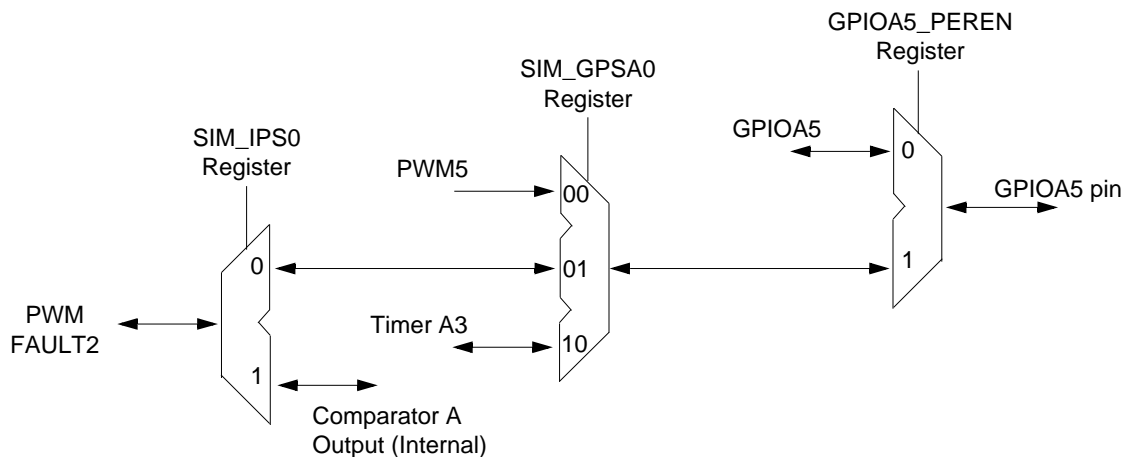 GPIOA5_PEREN
Register
SIM_GPSA0
Register
SIM_IPS0
Register
GPIOA5
0
PWM5
00
GPIOA5 pin
0
01
1
PWM
FAULT2
Timer A3
10
1
Comparator A
Output (Internal)